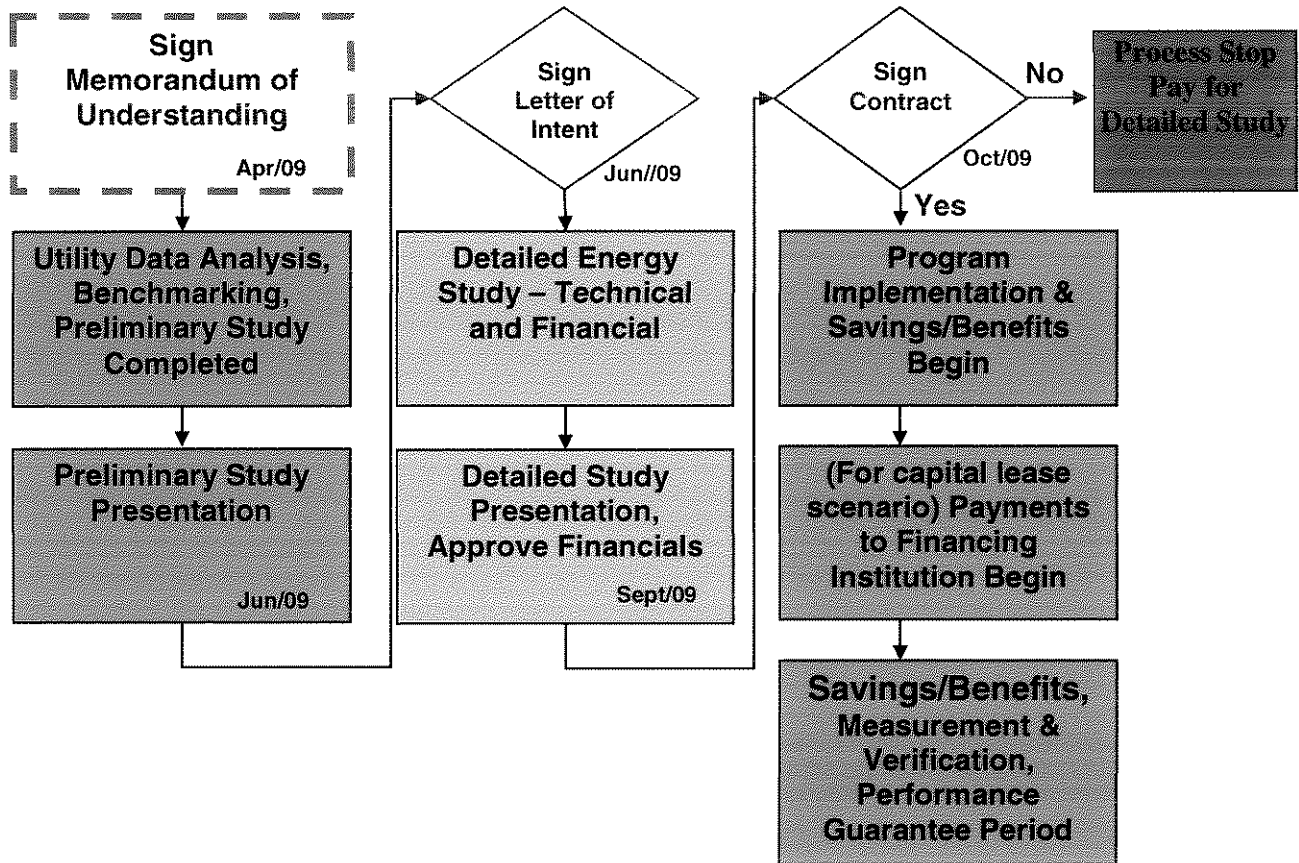 Sign
Memorandum of
Understanding
Apr/09
Utility Data Analysis,
Benchmarking,
Preliminary Study
Completed
Preliminary Study
Presentation
Jun/09
Sign
Letter of
Intent
Jun//09
Detailed Energy
Study – Technical
and Financial
Detailed Study
Presentation,
Approve Financials
Sept/09
Sign
Contract
Oct/09
No
Process Stop
Pay for
Detailed Study
Yes
Program
Implementation &
Savings/Benefits
Begin
(For capital lease
scenario) Payments
to Financing
Institution Begin
Savings/Benefits,
Measurement &
Verification,
Performance
Guarantee Period